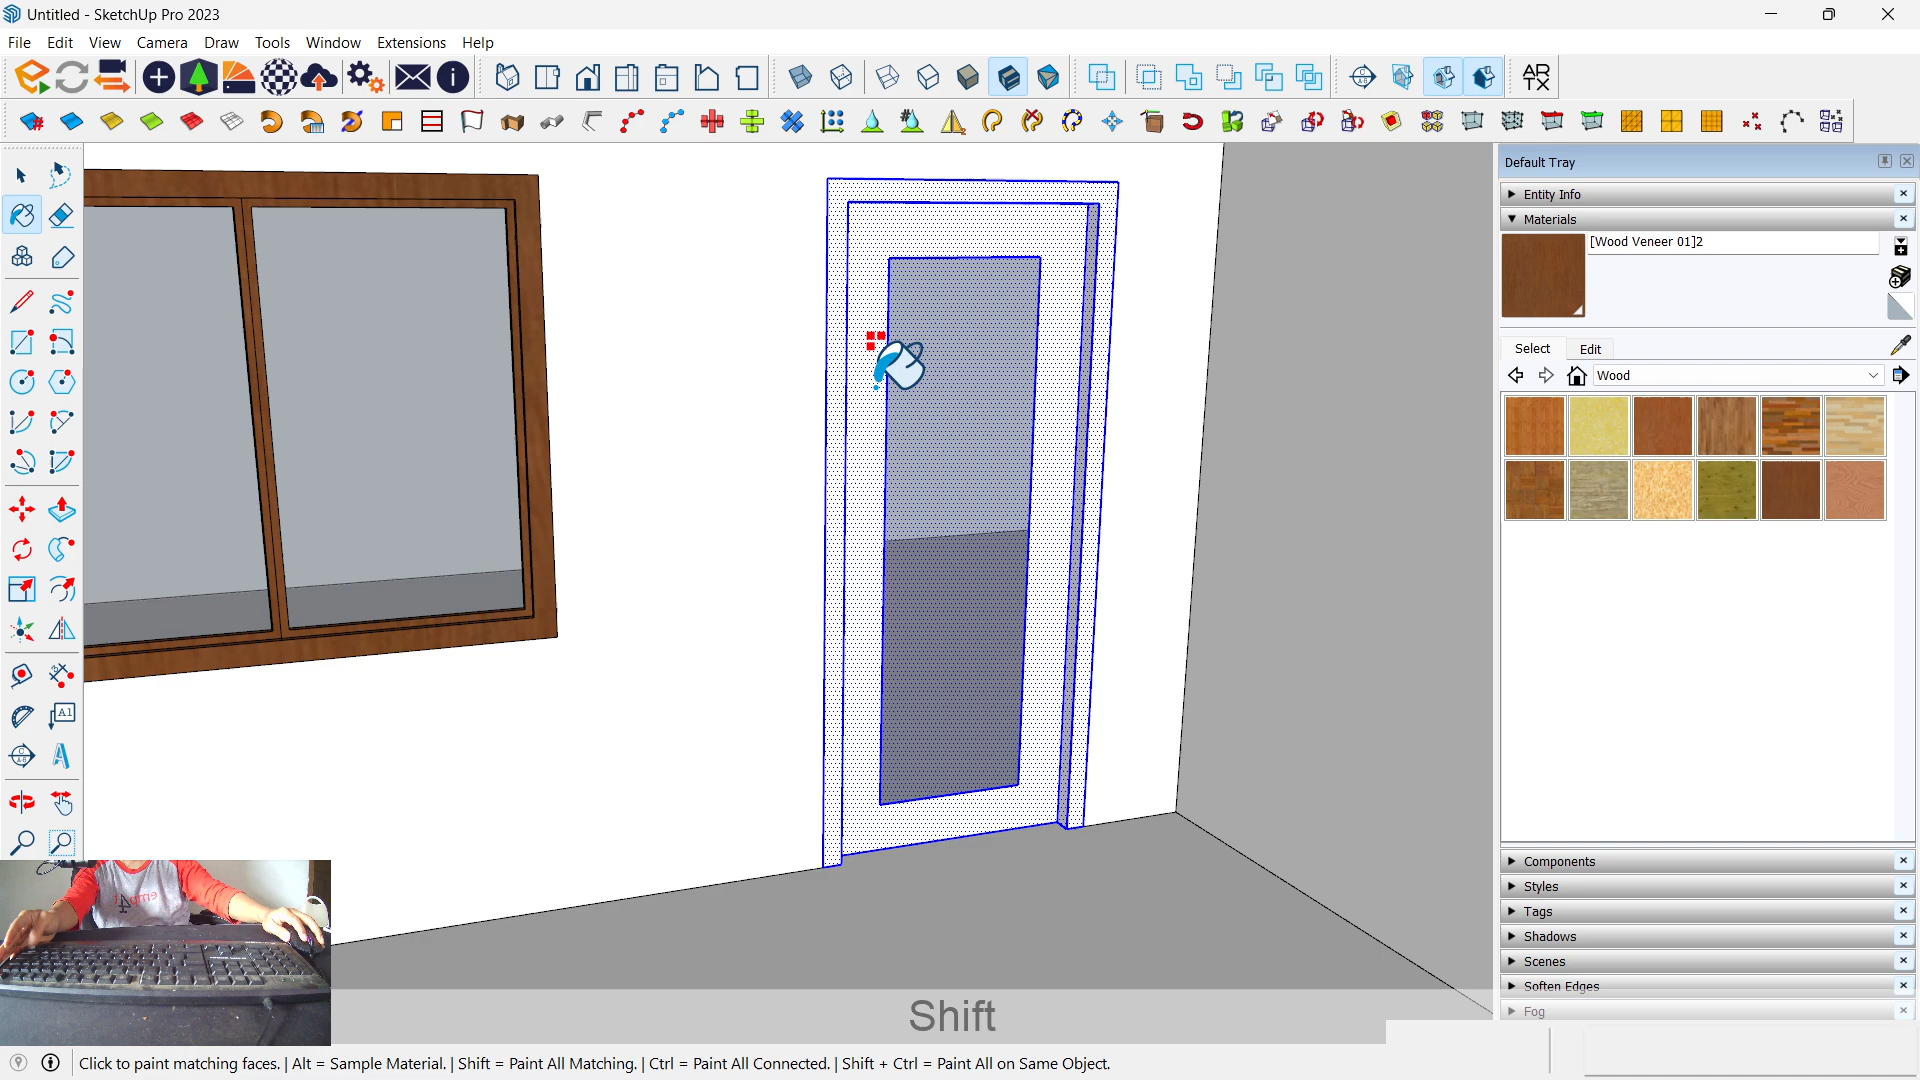 Untitled - SketchUp Pro 2023
File Edit View Camera Draw Tools Window Extensions Help
AR
TX
Default Tray
Entity Info
Materials
[Wood Veneer 01]2
Select Edit
Wood
A1
Components
Styles
Tags
Shadows
Scenes
Soften Edges
Fog
Shift
Click to paint matching faces. | Alt = Sample Material. | Shift = Paint All Matching. | Ctrl = Paint All Connected. | Shift + Ctrl = Paint All on Same Object.